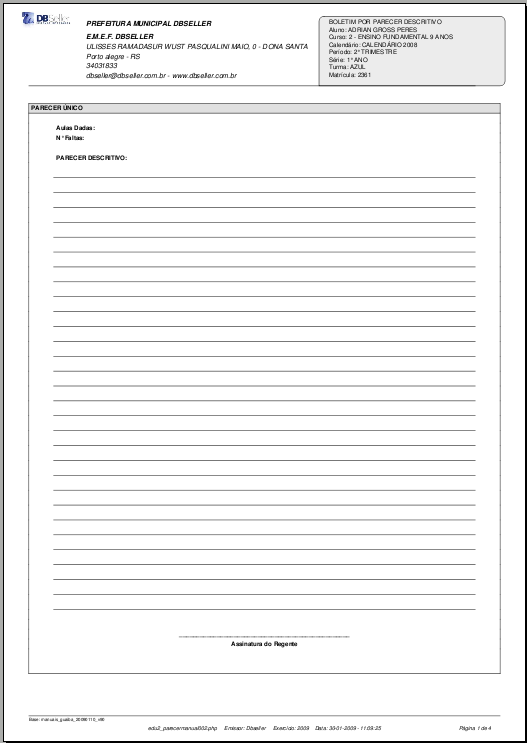 DBSeller
PREFEITURA MUNICIPAL DBSELLER
E.M.E.F. DBSELLER
ULISSES RAMADASUR WUST PASQUALINI MAIO, 0 - DONA SANTA
Porto alegre - RS
34031833
dbseller@dbseller.com.br - www.dbseller.com.br
BOLETIM POR PARECER DESCRITIVO
Aluno: ADRIAN GROSS PERES
Curso: 2 - ENSINO FUNDAMENTAL 9 ANOS
Calendário: CALENDÁRIO 2008
Período: 2º TRIMESTRE
Série: 1º ANO
Turma: AZUL
Matrícula: 2361
PARECER ÚNICO
Aulas Dadas:
Nº Faltas:
PARECER DESCRITIVO:
Assinatura do Regente
Base: manuais_guaiba_20090110_v80
edu2_parecermanual002.php Emissor: Dbseller Exercício: 2009 Data: 30-01-2009 - 11:09:25 Página 1 de 4